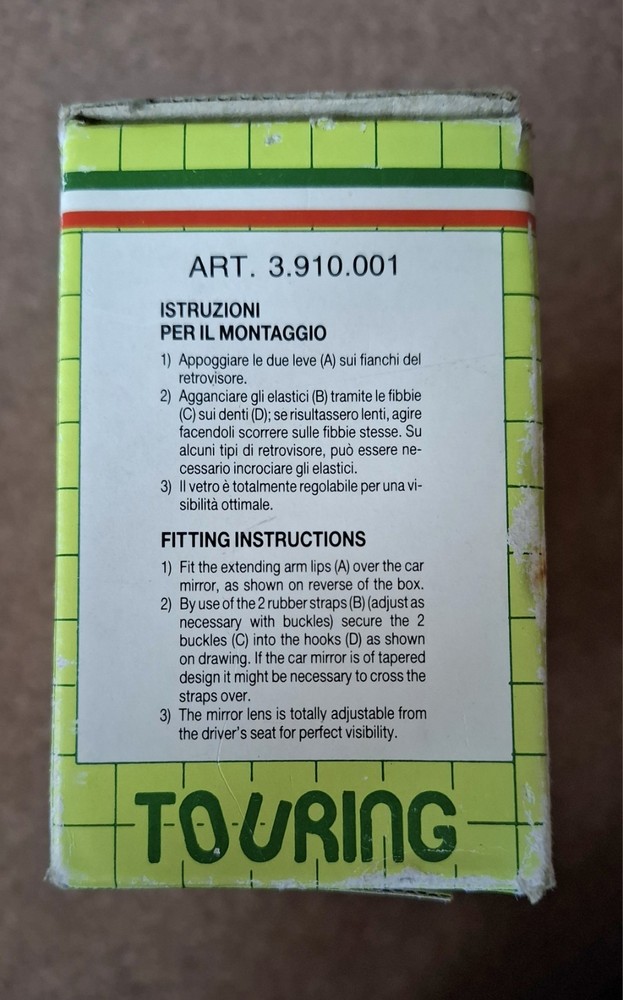 ART. 3.910.001
ISTRUZIONI
PER IL MONTAGGIO
1) Appoggiare le due leve (A) sui fianchi del
retrovisore.
2) Agganciare gli elastici (B) tramite le fibbie
(C) sui denti (D); se risultassero lenti, agire
facendoli scorrere sulle fibbie stesse. Su
alcuni tipi di retrovisore, può essere ne-
cessario incrociare gli elastici.
3) Il vetro è totalmente regolabile per una vi-
sibilità ottimale.
FITTING INSTRUCTIONS
1) Fit the extending arm lips (A) over the car
mirror, as shown on reverse of the box.
2) By use of the 2 rubber straps (B) (adjust as
necessary with buckles) secure the 2
buckles (C) into the hooks (D) as shown
on drawing. If the car mirror is of tapered
design it might be necessary to cross the
straps over.
3) The mirror lens is totally adjustable from
the driver's seat for perfect visibility.
TOURING